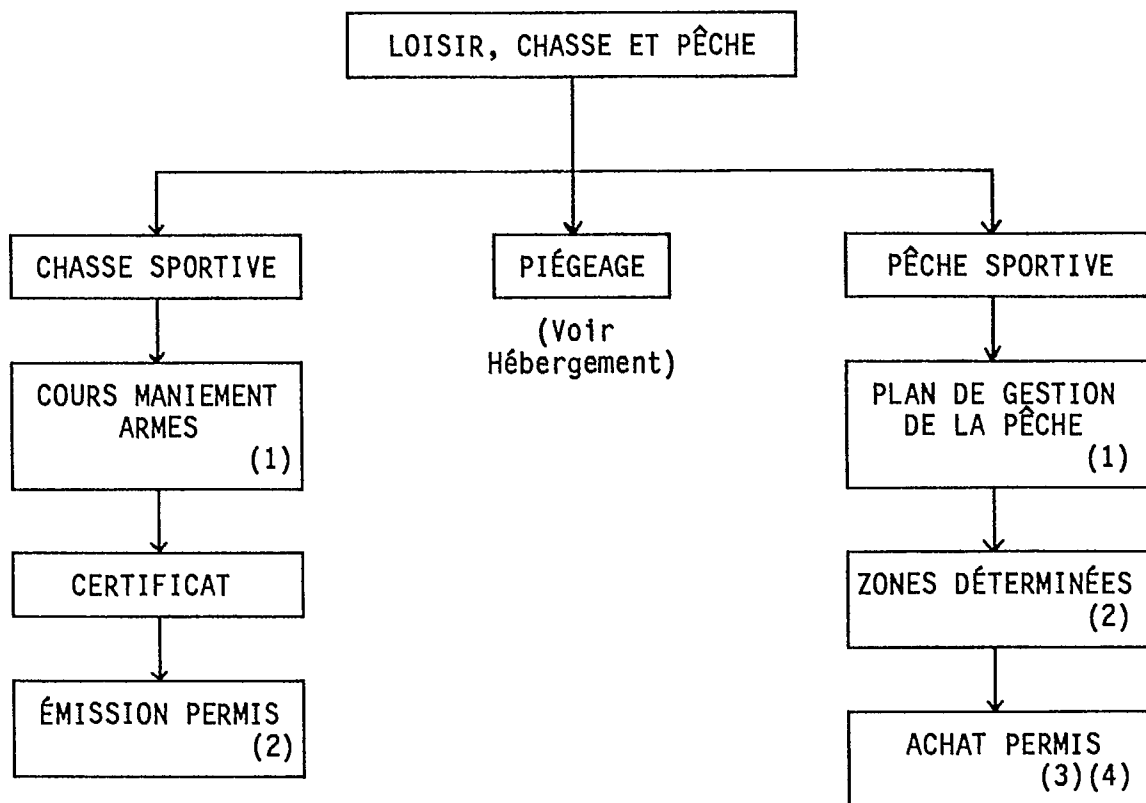 LOISIR, CHASSE ET PÊCHE
CHASSE SPORTIVE
COURS MANIEMENT
ARMES
(1)
CERTIFICAT
ÉMISSION PERMIS
(2)
PIÉGEAGE
(Voir
Hébergement)
PÊCHE SPORTIVE
PLAN DE GESTION
DE LA PÊCHE
(1)
ZONES DÉTERMINÉES
(2)
ACHAT PERMIS
(3)(4)